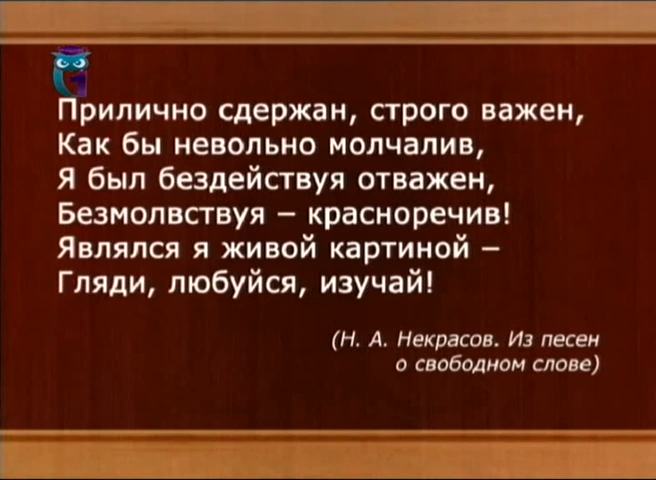 Прилично сдержан, строго важен,
Как бы невольно молчалив,
Я был бездействуя отважен,
Безмолвствуя – красноречив!
Являлся я живой картиной –
Гляди, любуйся, изучай!
(Н. А. Некрасов. Из песен
о свободном слове)